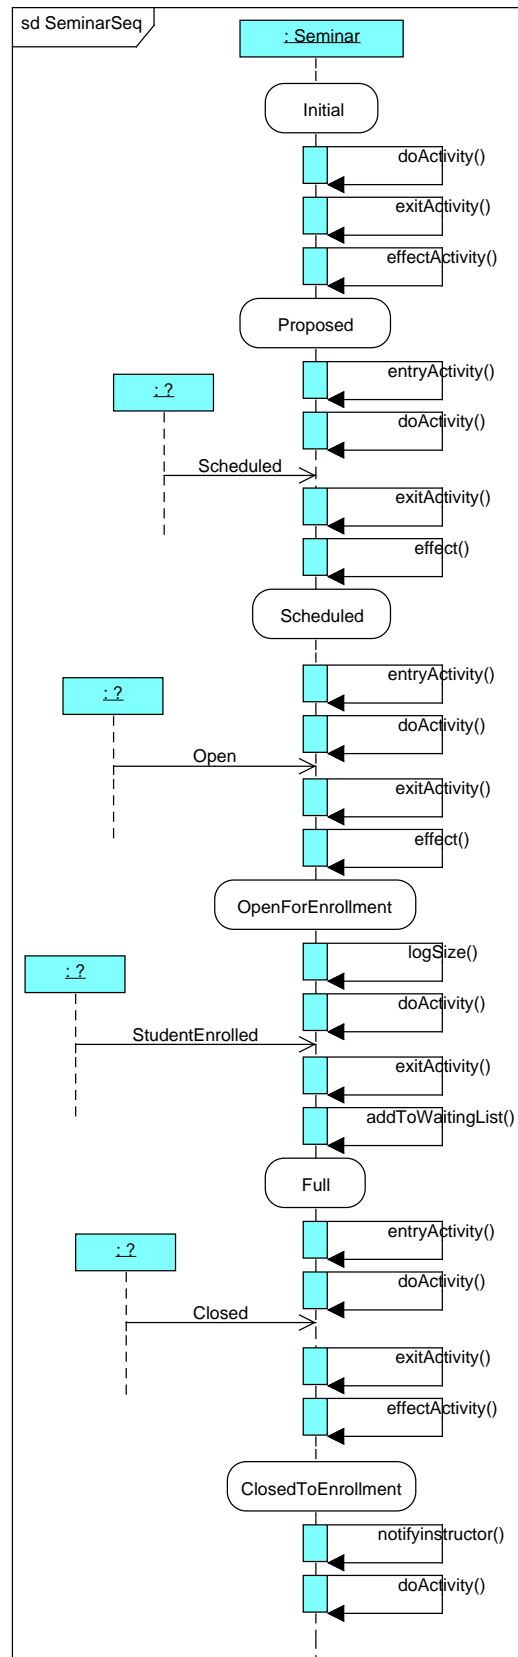 sd SeminarSeq
: Seminar
Initial
doActivity()
exitActivity()
effectActivity()
Proposed
entryActivity()
: ?
doActivity()
Scheduled
exitActivity()
effect()
Scheduled
entryActivity()
: ?
doActivity()
Open
exitActivity()
effect()
OpenForEnrollment
logSize()
: ?
doActivity()
StudentEnrolled
exitActivity()
addToWaitingList()
Full
entryActivity()
: ?
doActivity()
Closed
exitActivity()
effectActivity()
ClosedToEnrollment
notifyinstructor()
doActivity()